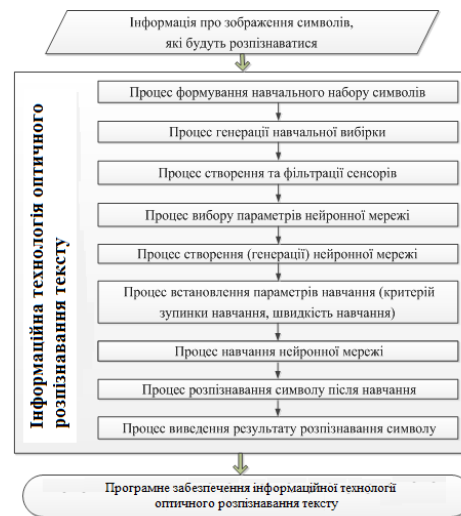 Інформація про зображення символів,
які будуть розпізнаватися
Інформаційна технологія оптичного
розпізнавання тексту
Процес формування навчального набору символів
Процес генерації навчальної вибірки
Процес створення та фільтрації сенсорів
Процес вибору параметрів нейронної мережі
Процес створення (генерації) нейронної мережі
Процес встановлення параметрів навчання (критерій
зупинки навчання, швидкість навчання)
Процес навчання нейронної мережі
Процес розпізнавання символу після навчання
Процес виведення результату розпізнавання символу
Програмне забезпечення інформаційної технології
оптичного розпізнавання тексту